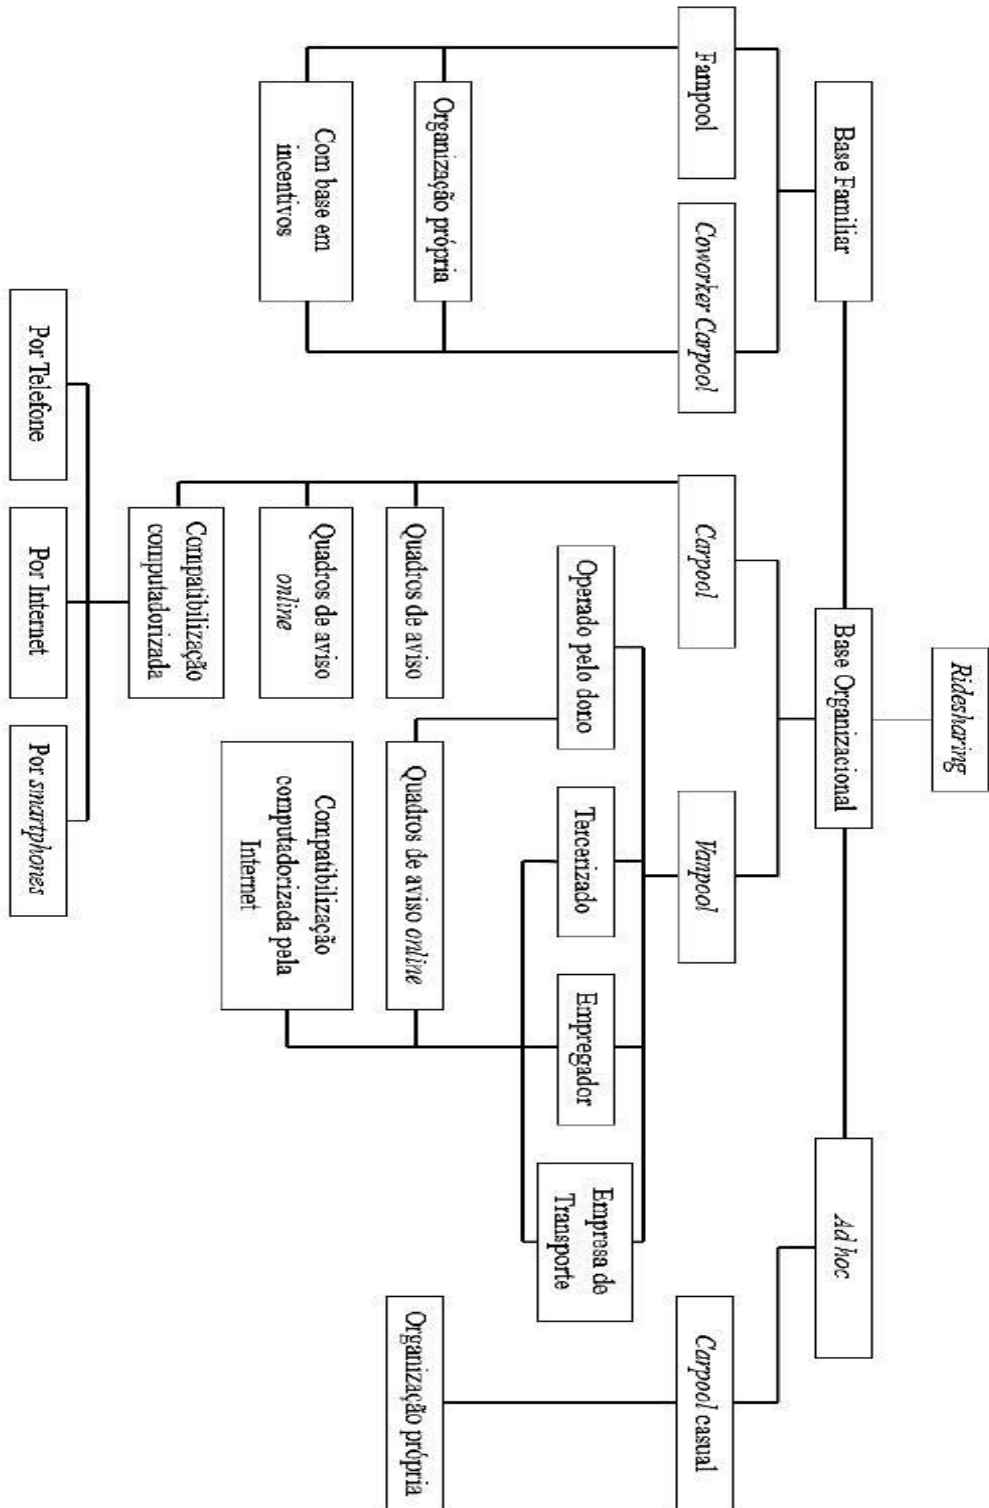 Ridesharing
Base Familiar
Base Organizacional
Ad hoc
Fampool
Coworker Carpool
Carpool
Vanpool
Carpool casual
Operado pelo dono
Tercerizado
Empregador
Empresa de
Transporte
Organização própria
Quadros de aviso
Quadros de aviso online
Organização própria
Com base em
incentivos
Quadros de aviso
online
Compatibilização
computadorizada pela
Internet
Compatibilização
computadorizada
Por Telefone
Por Internet
Por smartphones